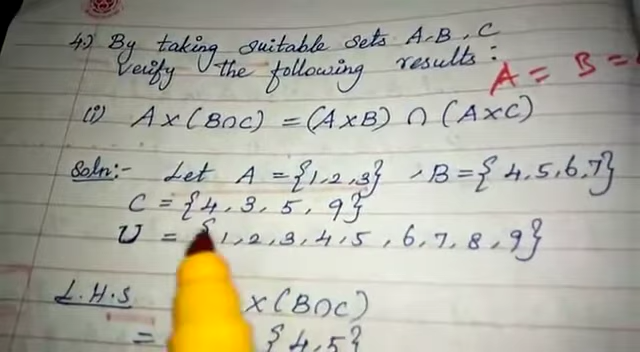 4.) By taking suitable sets A, B, C
Verify the following results:
A = B =
(i) A×(B∩C) = (A×B) ∩ (A×C)
Soln:- Let A = {1,2,3}, B = {4,5,6,7}
C = {4, 3, 5, 9}
U = {1, 2, 3, 4, 5, 6, 7, 8, 9}
L.H.S ×(B∩C)
= {4,5}